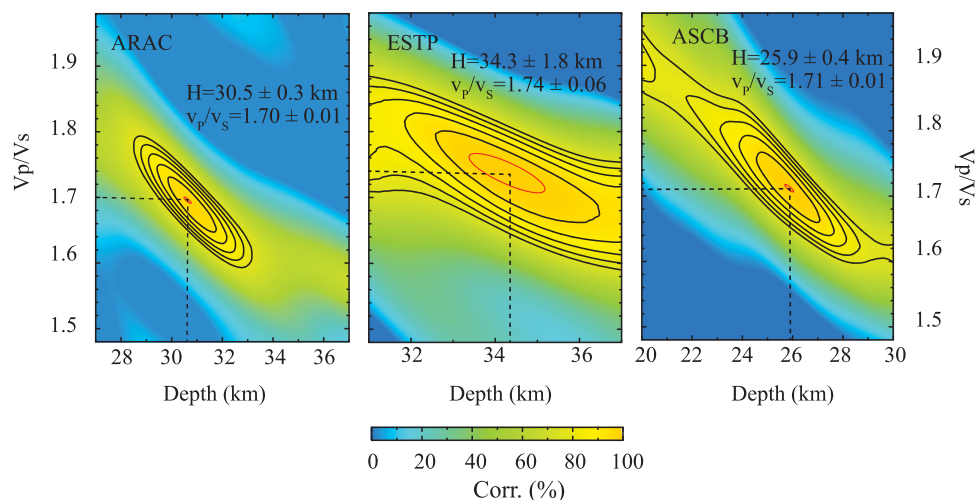 ARAC
H=30.5 ± 0.3 km
vP/vS=1.70 ± 0.01
Vp/Vs
1.9
1.8
1.7
1.6
1.5
28 30 32 34 36
Depth (km)
ESTP
H=34.3 ± 1.8 km
vP/vS=1.74 ± 0.06
32 34 36
Depth (km)
ASCB
H=25.9 ± 0.4 km
vP/vS=1.71 ± 0.01
20 22 24 26 28 30
Depth (km)
1.9
1.8
1.7
1.6
1.5
Vp/Vs
0 20 40 60 80 100
Corr. (%)